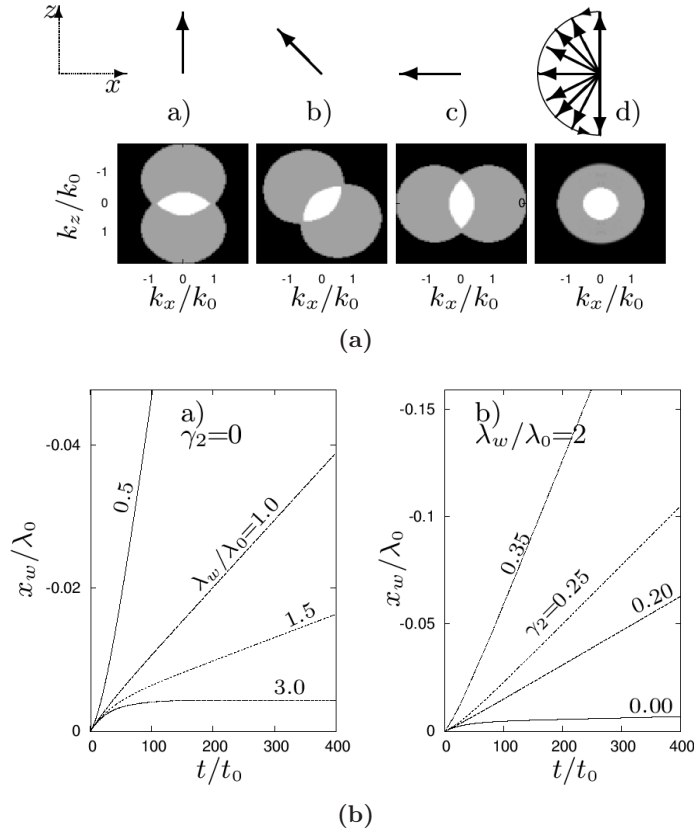 z
x
a) b) c) d)
k_z/k_0
-1
0
1
0
-1 0 1 -1 0 1 -1 0 1 -1 0 1
k_x/k_0 k_x/k_0 k_x/k_0 k_x/k_0
(a)
x_w/λ_0
-0.04
-0.02
0
a)
γ_2=0
0.5
λ_w/λ_0=1.0
1.5
3.0
0 100 200 300 400
t/t_0
x_w/λ_0
-0.15
-0.1
-0.05
0
b)
λ_w/λ_0=2
0.35
γ_2=0.25
0.20
0.00
0 100 200 300 400
t/t_0
(b)